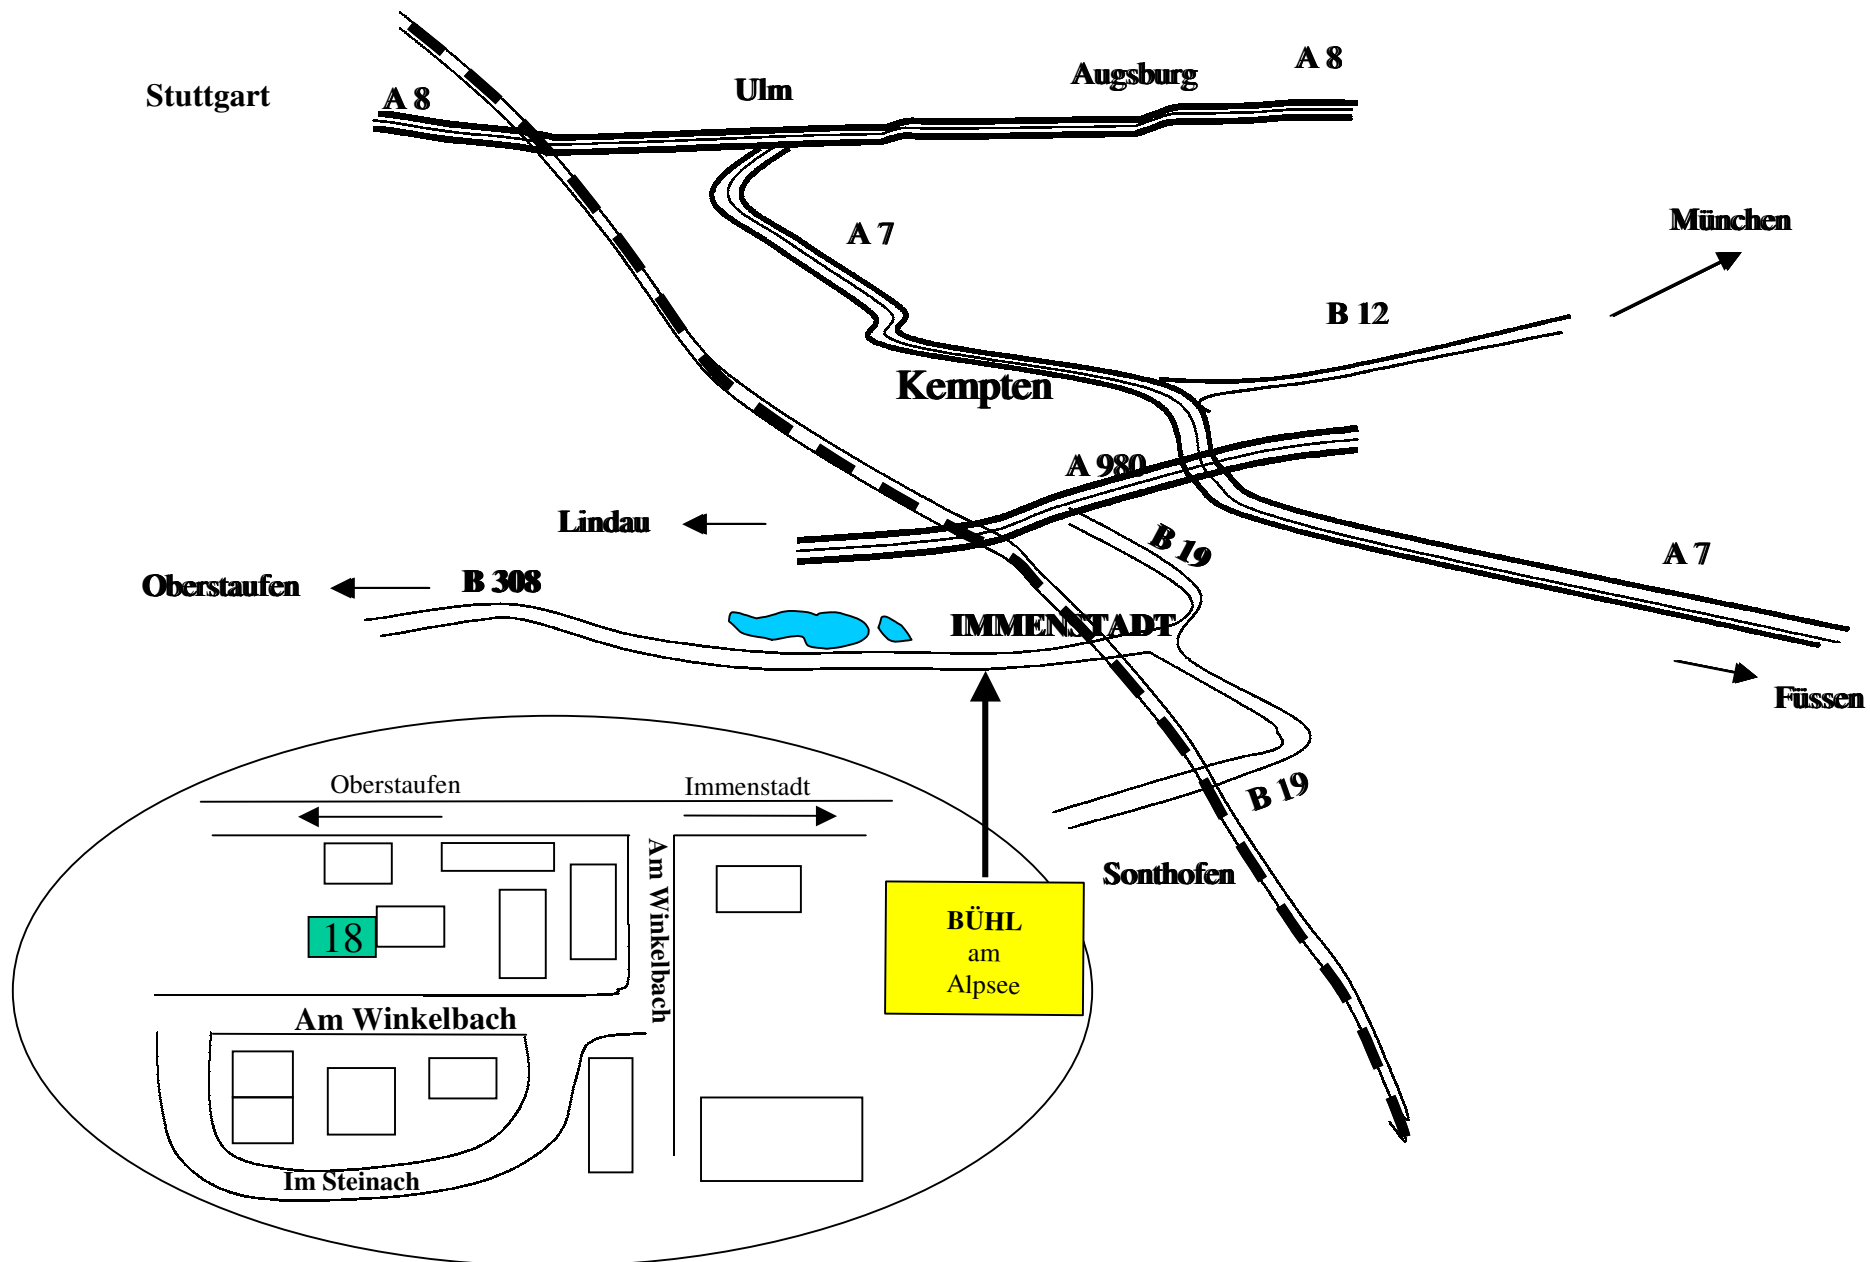 A 8
Augsburg
Ulm
Stuttgart
A 8
München
A 7
B 12
Kempten
A 980
Lindau
B 19
A 7
Oberstaufen
B 308
IMMENSTADT
Füssen
Oberstaufen
Immenstadt
B 19
Sonthofen
Am Winkelbach
18
BÜHL
am
Alpsee
Am Winkelbach
Im Steinach